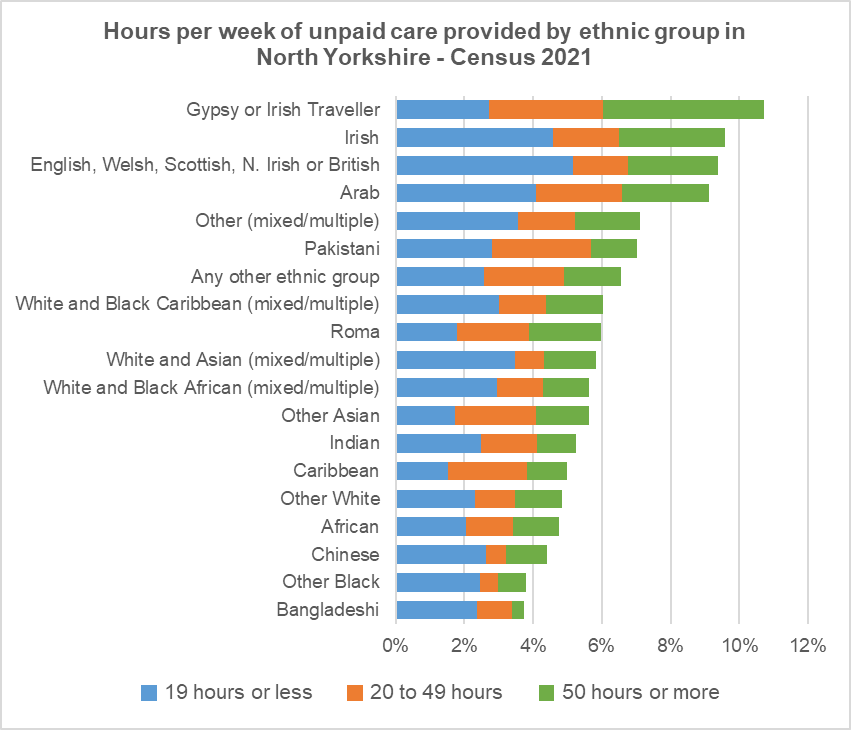 Hours per week of unpaid care provided by ethnic group in
North Yorkshire - Census 2021
Gypsy or Irish Traveller
Irish
English, Welsh, Scottish, N. Irish or British
Arab
Other (mixed/multiple)
Pakistani
Any other ethnic group
White and Black Caribbean (mixed/multiple)
Roma
White and Asian (mixed/multiple)
White and Black African (mixed/multiple)
Other Asian
Indian
Caribbean
Other White
African
Chinese
Other Black
Bangladeshi
0% 2% 4% 6% 8% 10% 12%
19 hours or less 20 to 49 hours 50 hours or more